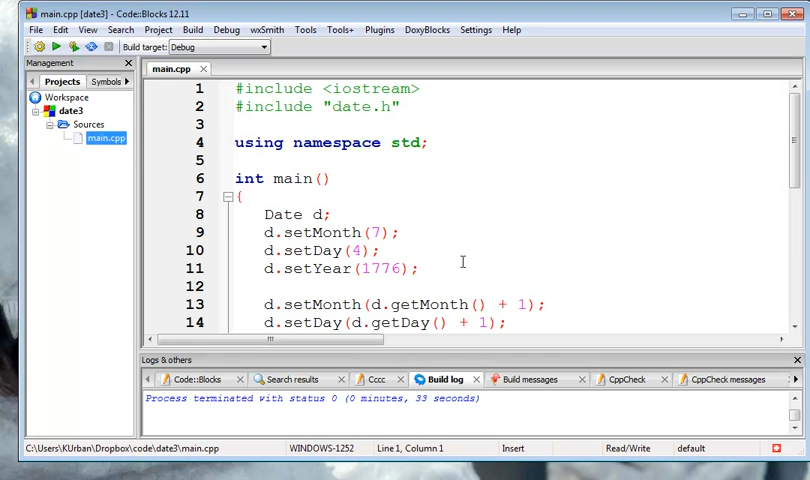 main.cpp [date3] - Code::Blocks 12.11
File Edit View Search Project Build Debug wxSmith Tools Tools+ Plugins DoxyBlocks Settings Help
Build target: Debug
Management
Projects Symbols
Workspace
date3
Sources
main.cpp
main.cpp
1 #include <iostream>
2 #include "date.h"
3
4 using namespace std;
5
6 int main()
7 {
8 Date d;
9 d.setMonth(7);
10 d.setDay(4);
11 d.setYear(1776);
12
13 d.setMonth(d.getMonth() + 1);
14 d.setDay(d.getDay() + 1);
Logs & others
Code::Blocks Search results Cccc Build log Build messages CppCheck CppCheck messages
Process terminated with status 0 (0 minutes, 33 seconds)
C:\Users\KUrban\Dropbox\code\date3\main.cpp WINDOWS-1252 Line 1, Column 1 Insert Read/Write default